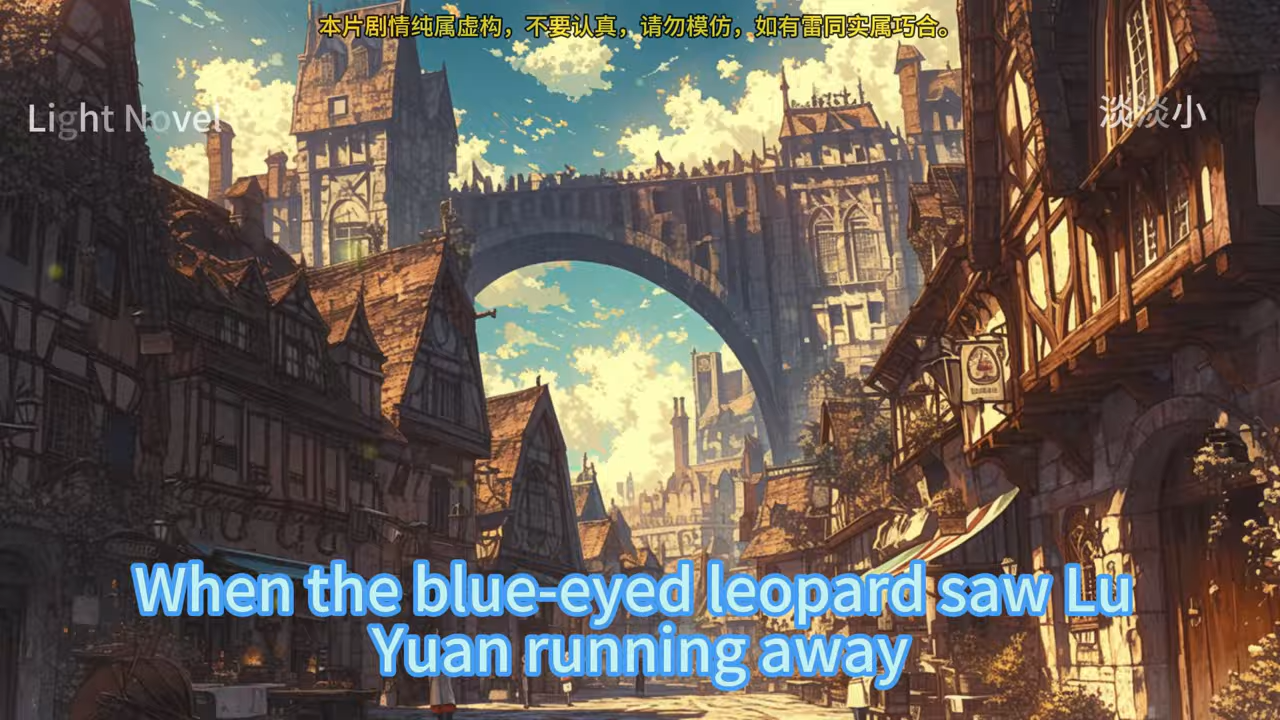 本片剧情纯属虚构，不要认真，请勿模仿，如有雷同实属巧合。
Light Novel
淡淡小
When the blue-eyed leopard saw Lu
Yuan running away